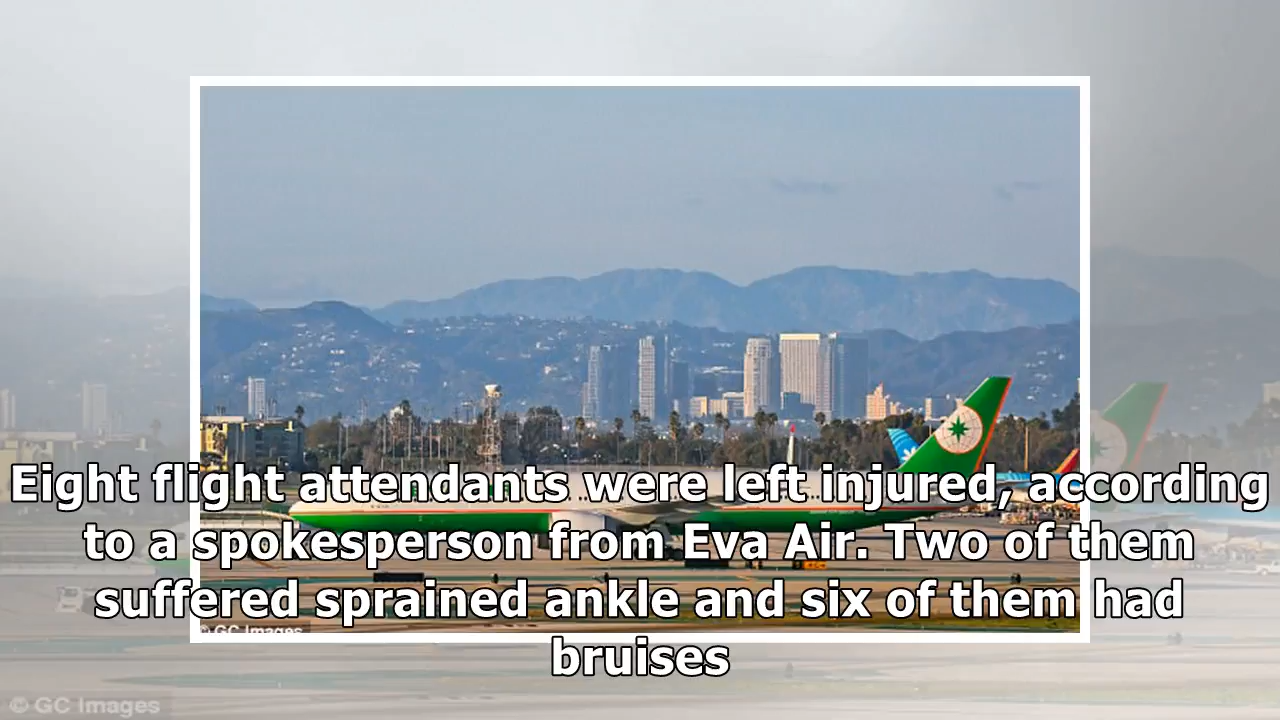 Eight flight attendants were left injured, according
to a spokesperson from Eva Air. Two of them
suffered sprained ankle and six of them had
bruises
© GC Images
© GC Images